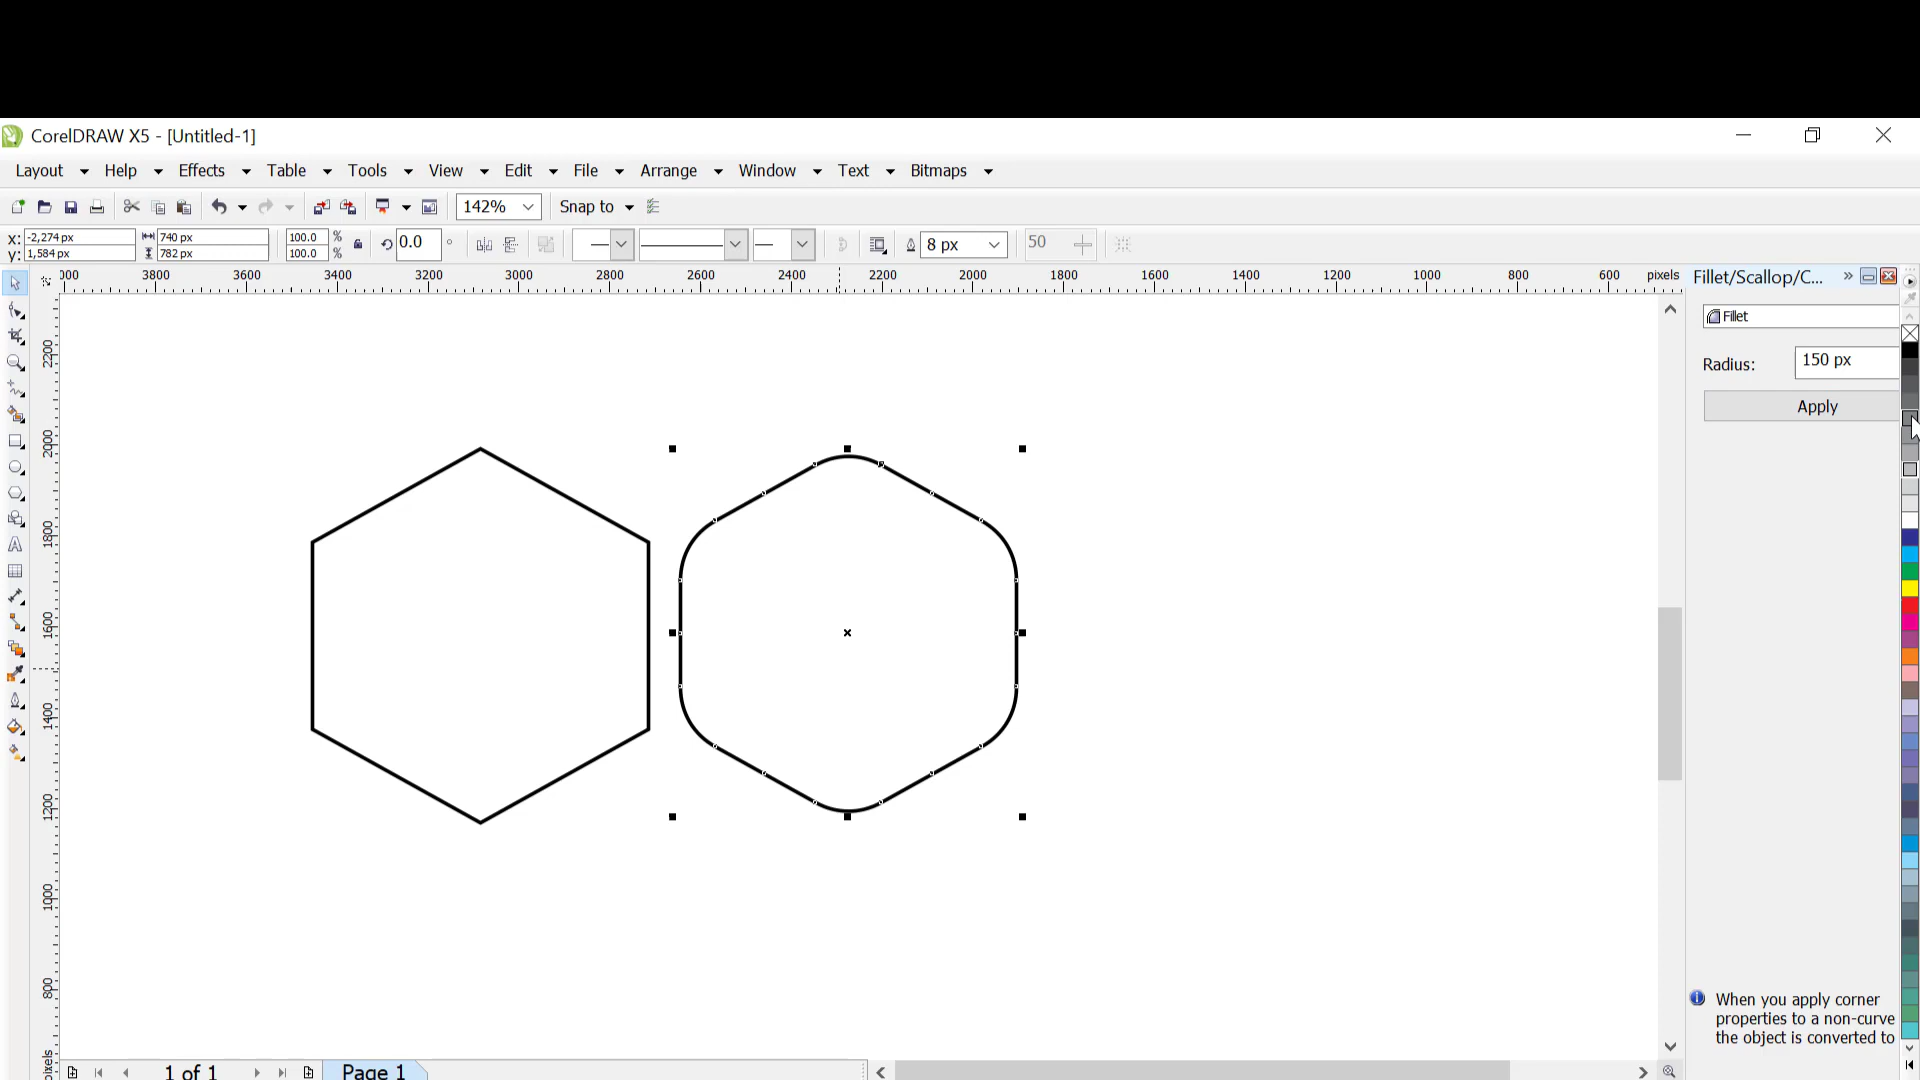 CorelDRAW X5 - [Untitled-1]
Layout Help Effects Table Tools View Edit File Arrange Window Text Bitmaps
142% Snap to
x: -2,274 px 740 px 100.0 % 0.0 ° 8 px 50
y: 1,584 px 782 px 100.0 %
000 3800 3600 3400 3200 3000 2800 2600 2400 2200 2000 1800 1600 1400 1200 1000 800 600 pixels
Fillet/Scallop/C...
Fillet
Radius: 150 px
Apply
2200
2000
1800
1600
1400
1200
1000
800
pixels
When you apply corner
properties to a non-curve
the object is converted to
1 of 1 Page 1